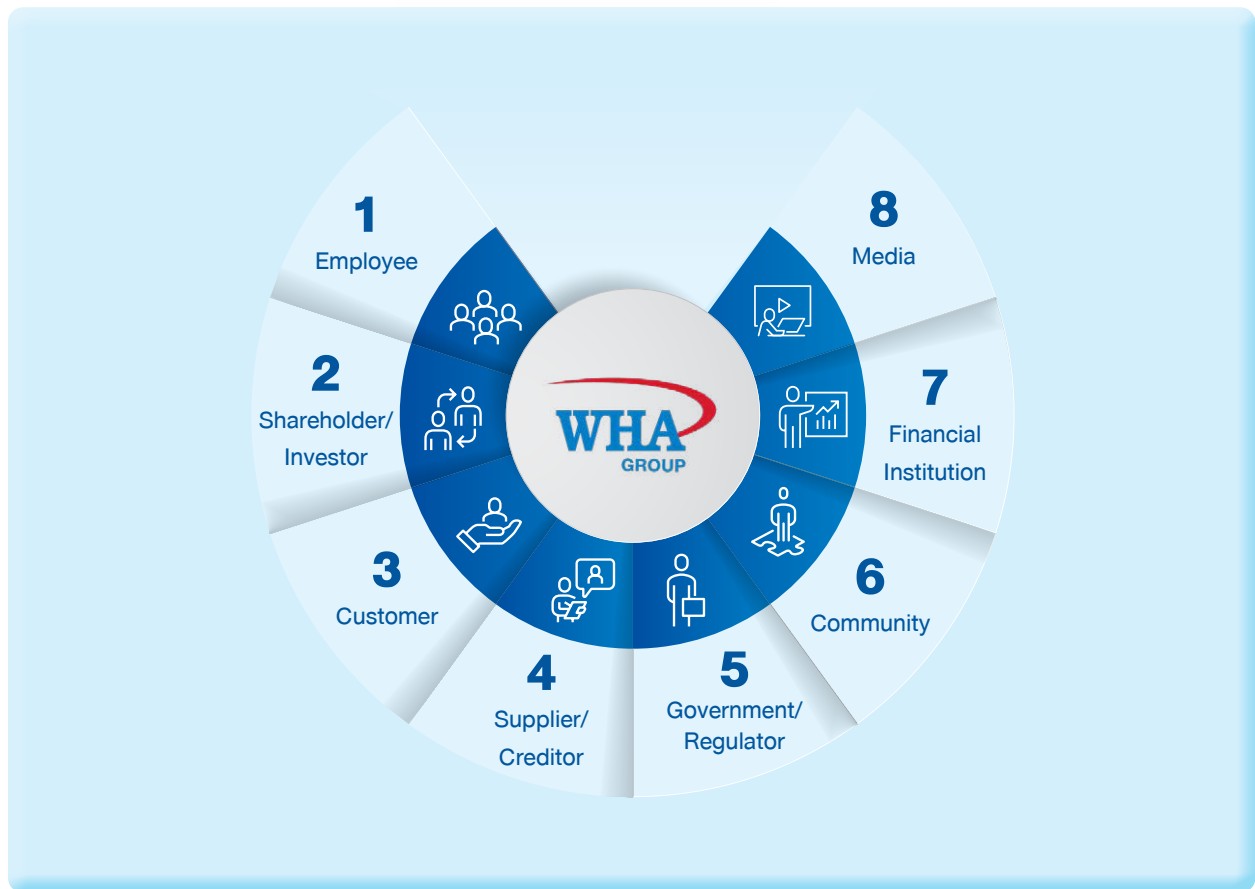 1
Employee
2
Shareholder/
Investor
3
Customer
4
Supplier/
Creditor
5
Government/
Regulator
6
Community
7
Financial
Institution
8
Media
WHA
GROUP